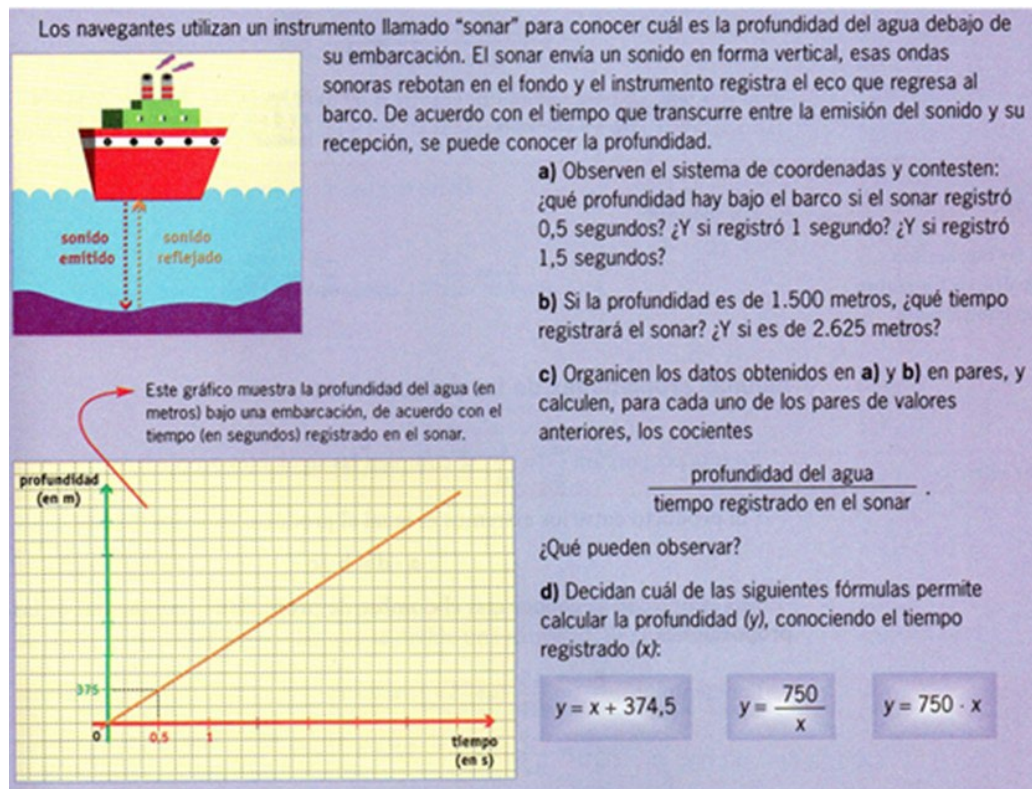 Los navegantes utilizan un instrumento llamado “sonar” para conocer cuál es la profundidad del agua debajo de
su embarcación. El sonar envía un sonido en forma vertical, esas ondas
sonoras rebotan en el fondo y el instrumento registra el eco que regresa al
barco. De acuerdo con el tiempo que transcurre entre la emisión del sonido y su
recepción, se puede conocer la profundidad.
sonido
emitido
sonido
reflejado
a) Observen el sistema de coordenadas y contesten:
¿qué profundidad hay bajo el barco si el sonar registró
0,5 segundos? ¿Y si registró 1 segundo? ¿Y si registró
1,5 segundos?
b) Si la profundidad es de 1.500 metros, ¿qué tiempo
registrará el sonar? ¿Y si es de 2.625 metros?
Este gráfico muestra la profundidad del agua (en
metros) bajo una embarcación, de acuerdo con el
tiempo (en segundos) registrado en el sonar.
profundidad
(en m)
375
0
0,5
1
tiempo
(en s)
c) Organicen los datos obtenidos en a) y b) en pares, y
calculen, para cada uno de los pares de valores
anteriores, los cocientes
profundidad del agua
tiempo registrado en el sonar .
¿Qué pueden observar?
d) Decidan cuál de las siguientes fórmulas permite
calcular la profundidad (y), conociendo el tiempo
registrado (x):
y = x + 374,5
y = 750 / x
y = 750 · x